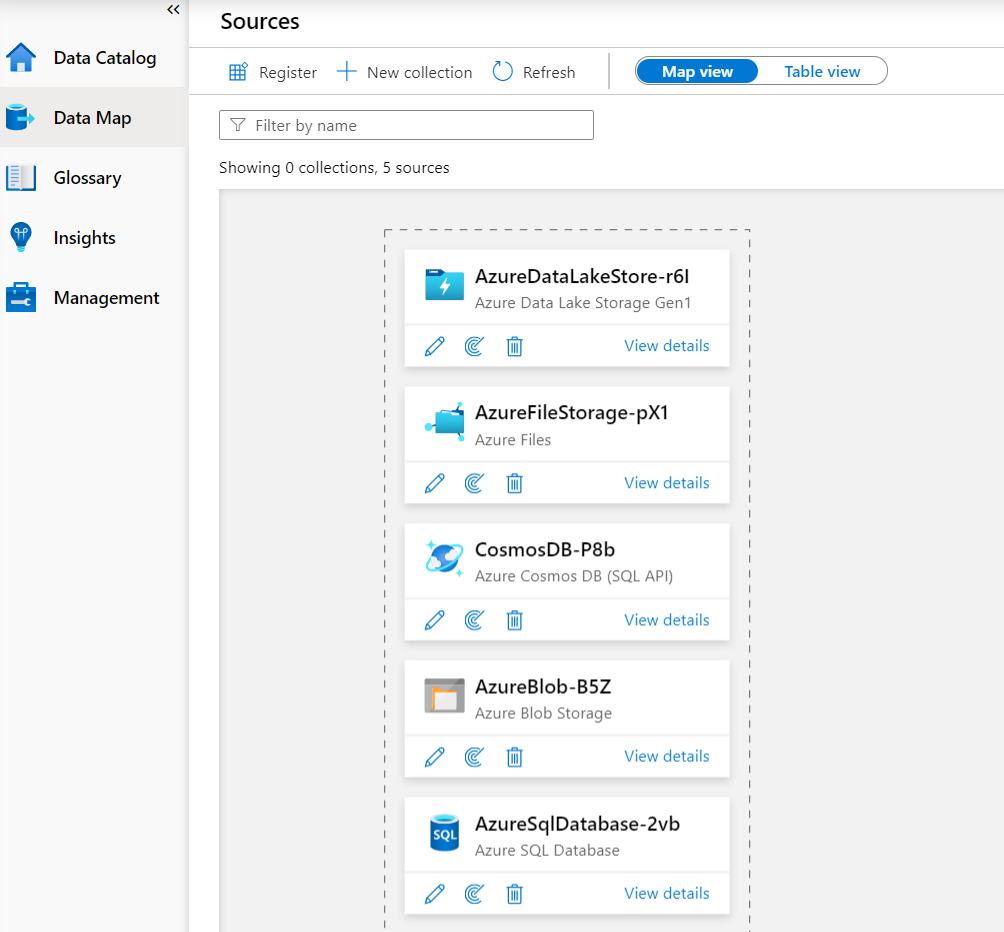 «
Sources
Data Catalog
Data Map
Glossary
Insights
Management
Register
New collection
Refresh
Map view
Table view
Filter by name
Showing 0 collections, 5 sources
AzureDataLakeStore-r6I
Azure Data Lake Storage Gen1
View details
AzureFileStorage-pX1
Azure Files
View details
CosmosDB-P8b
Azure Cosmos DB (SQL API)
View details
AzureBlob-B5Z
Azure Blob Storage
View details
SQL
AzureSqlDatabase-2vb
Azure SQL Database
View details